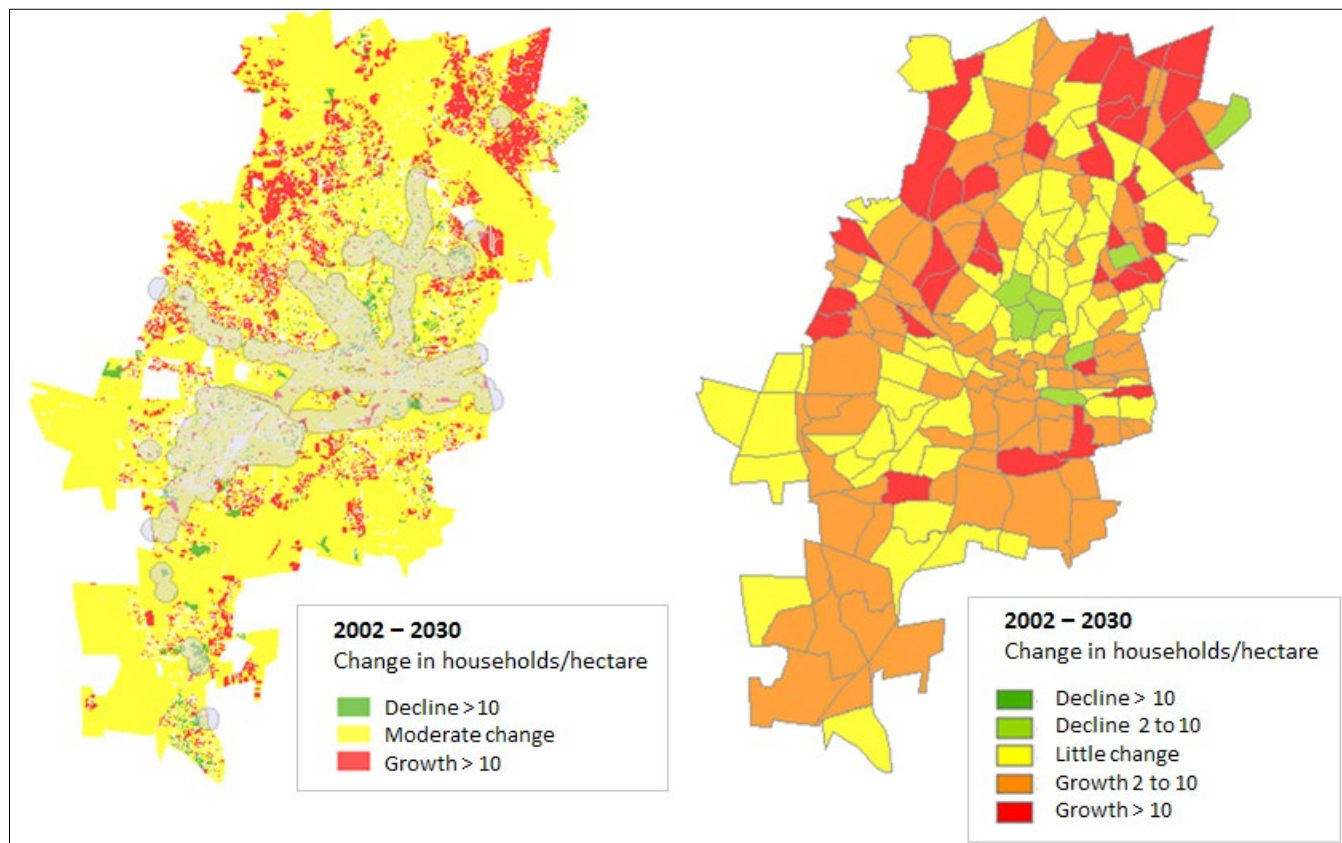 2002 – 2030
Change in households/hectare
Decline > 10
Moderate change
Growth > 10
2002 – 2030
Change in households/hectare
Decline > 10
Decline 2 to 10
Little change
Growth 2 to 10
Growth > 10